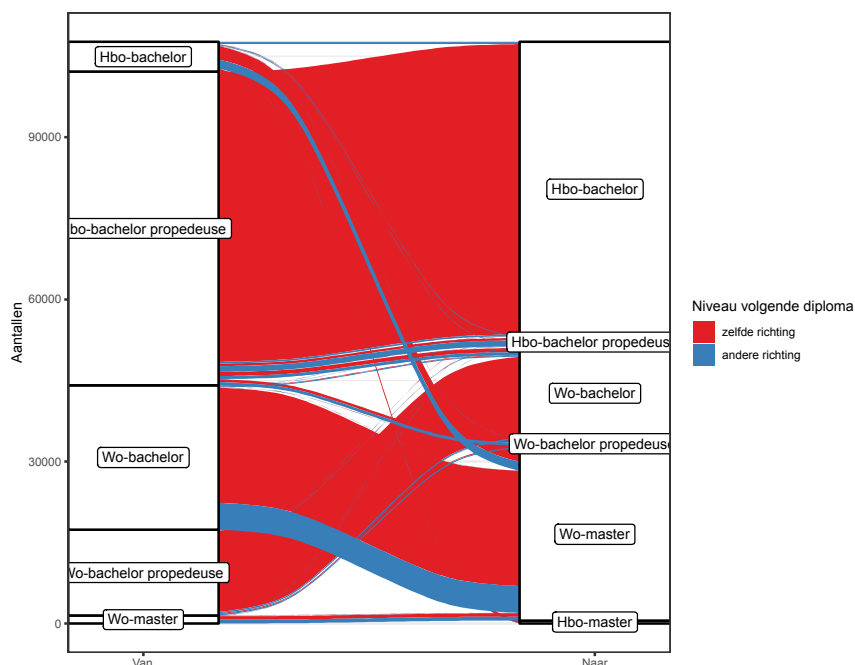 Aantallen
90000
60000
30000
0
Hbo-bachelor
bo-bachelor propedeuse
Wo-bachelor
Wo-bachelor propedeuse
Wo-master
Hbo-bachelor
Hbo-bachelor propedeus
Wo-bachelor
Wo-bachelor propedeuse
Wo-master
Hbo-master
Van
Naar
Niveau volgende diploma
zelfde richting
andere richting